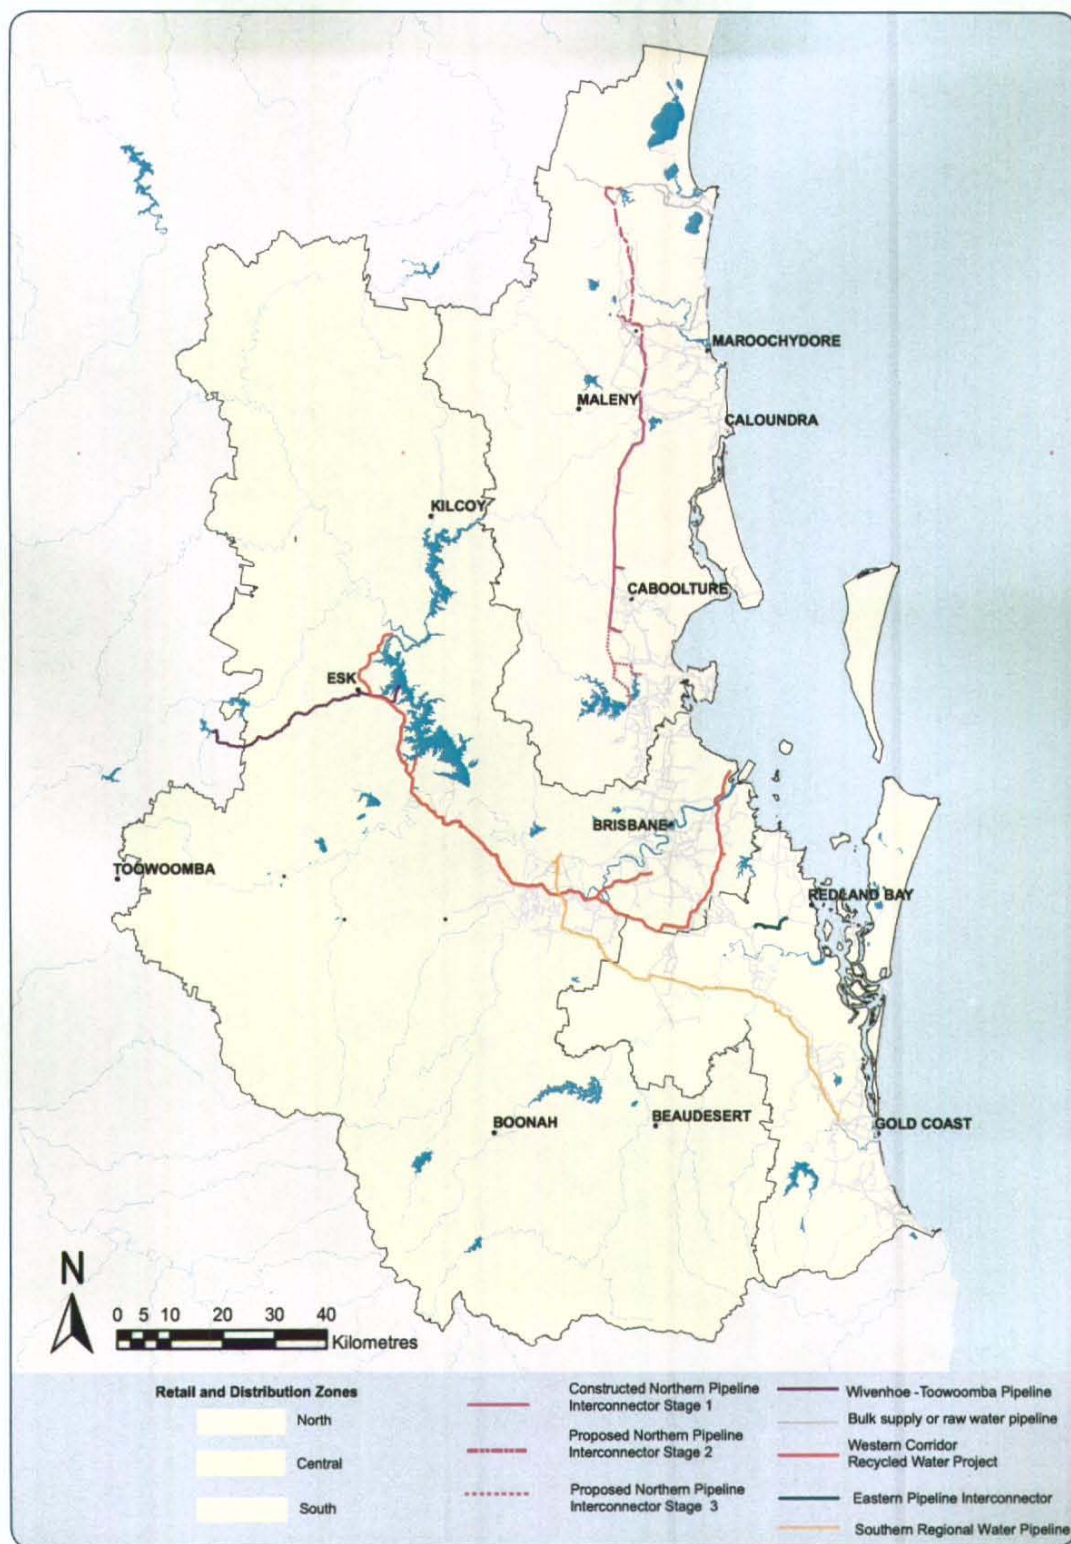 MAROOCHYDORE
MALENY
CALOUNDRA
KILCOY
CABOOLTURE
ESK
BRISBANE
TOOWOOMBA
REDLAND BAY
BOONAH
BEAUDESERT
GOLD COAST
N
0 5 10 20 30 40
Kilometres
Retail and Distribution Zones
North
Central
South
Constructed Northern Pipeline
Interconnector Stage 1
Proposed Northern Pipeline
Interconnector Stage 2
Proposed Northern Pipeline
Interconnector Stage 3
Wivenhoe -Toowoomba Pipeline
Bulk supply or raw water pipeline
Western Corridor
Recycled Water Project
Eastern Pipeline Interconnector
Southern Regional Water Pipeline